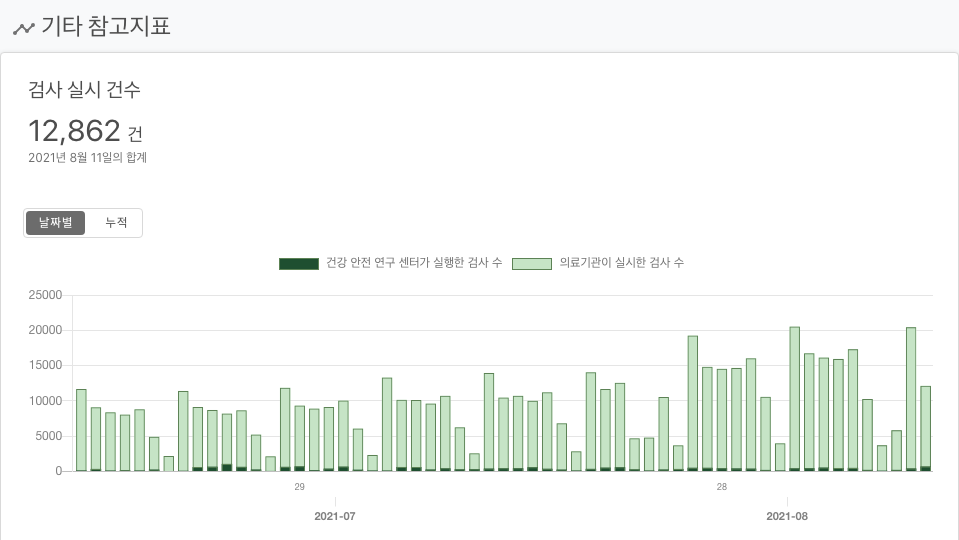 기타 참고지표
검사 실시 건수
12,862 건
2021년 8월 11일의 합계
날짜별 누적
건강 안전 연구 센터가 실행한 검사 수 의료기관이 실시한 검사 수
25000
20000
15000
10000
5000
0
29 28
2021-07 2021-08